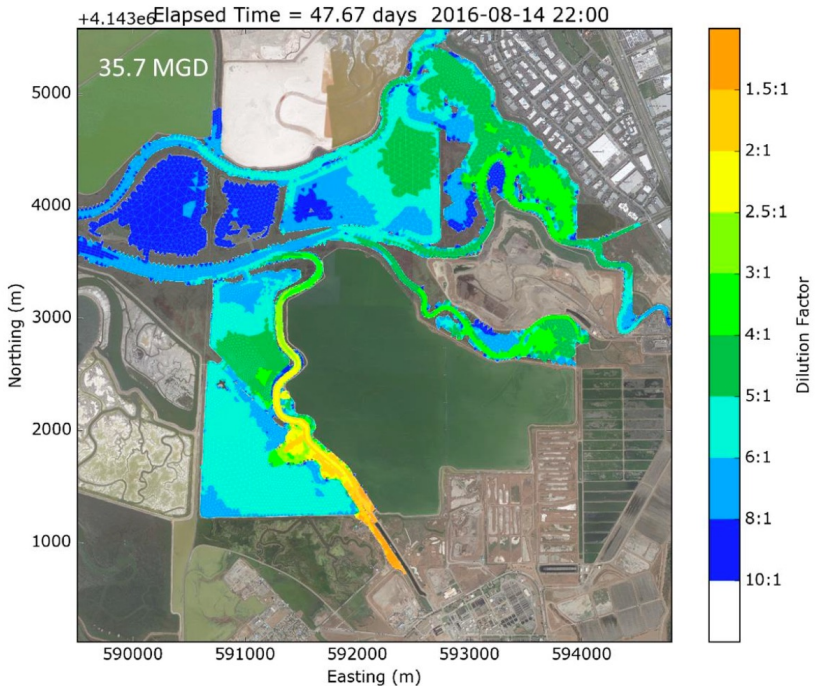 +4.143e6
Elapsed Time = 47.67 days 2016-08-14 22:00
35.7 MGD
5000
4000
3000
2000
1000
Northing (m)
590000 591000 592000 593000 594000
Easting (m)
1.5:1
2:1
2.5:1
3:1
4:1
5:1
6:1
8:1
10:1
Dilution Factor